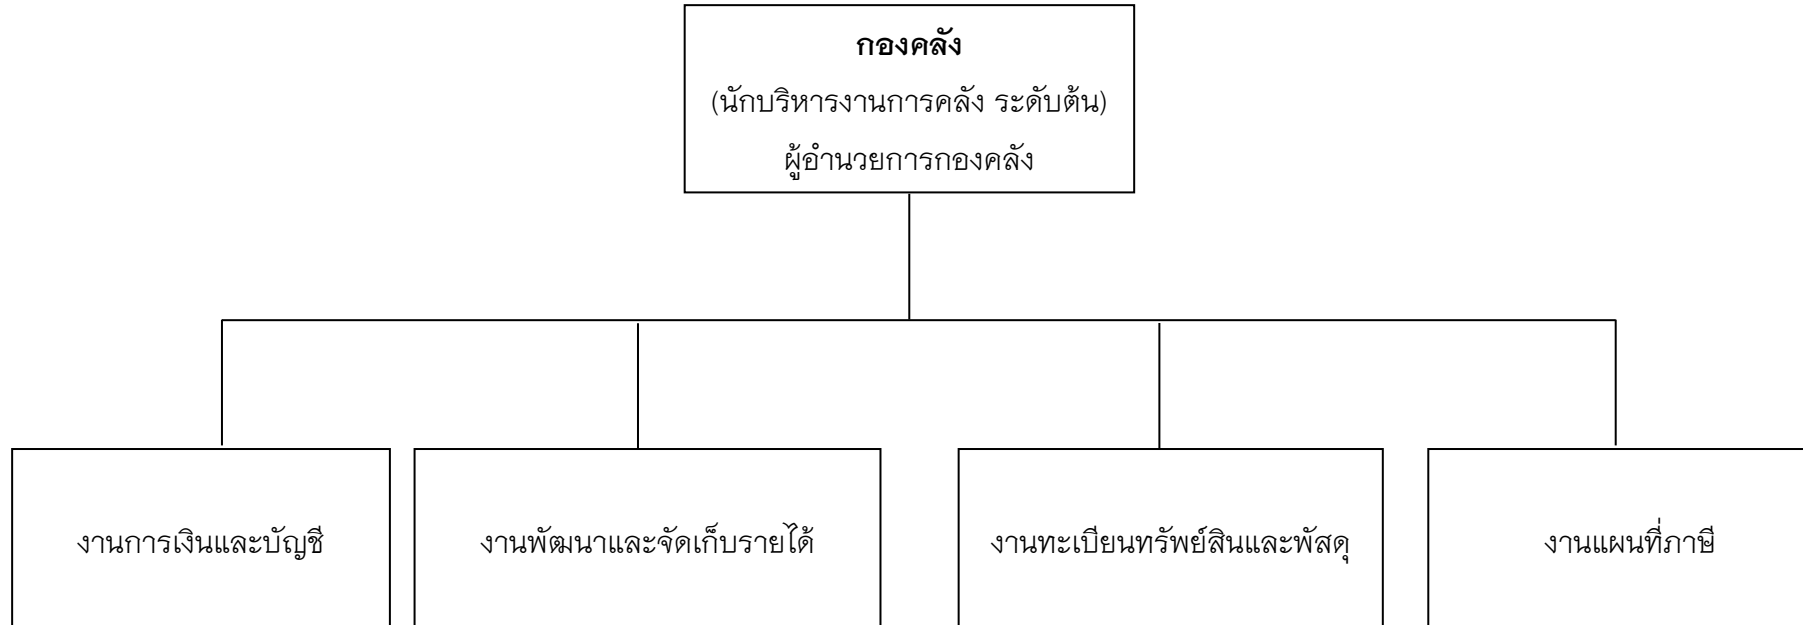 กองคลัง
(นักบริหารงานการคลัง ระดับต้น)
ผู้อำนวยการกองคลัง
งานการเงินและบัญชี
งานพัฒนาและจัดเก็บรายได้
งานทะเบียนทรัพย์สินและพัสดุ
งานแผนที่ภาษี